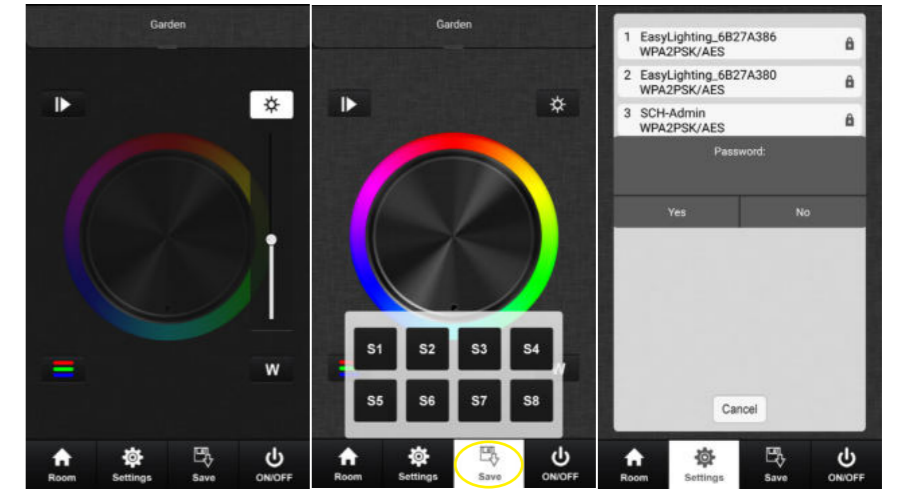 Garden
W
Room Settings Save ON/OFF
Garden
S1 S2 S3 S4
W
S5 S6 S7 S8
Room Settings Save ON/OFF
1 EasyLighting_6B27A386
WPA2PSK/AES
2 EasyLighting_6B27A380
WPA2PSK/AES
3 SCH-Admin
WPA2PSK/AES
Password:
Yes No
Cancel
Room Settings Save ON/OFF